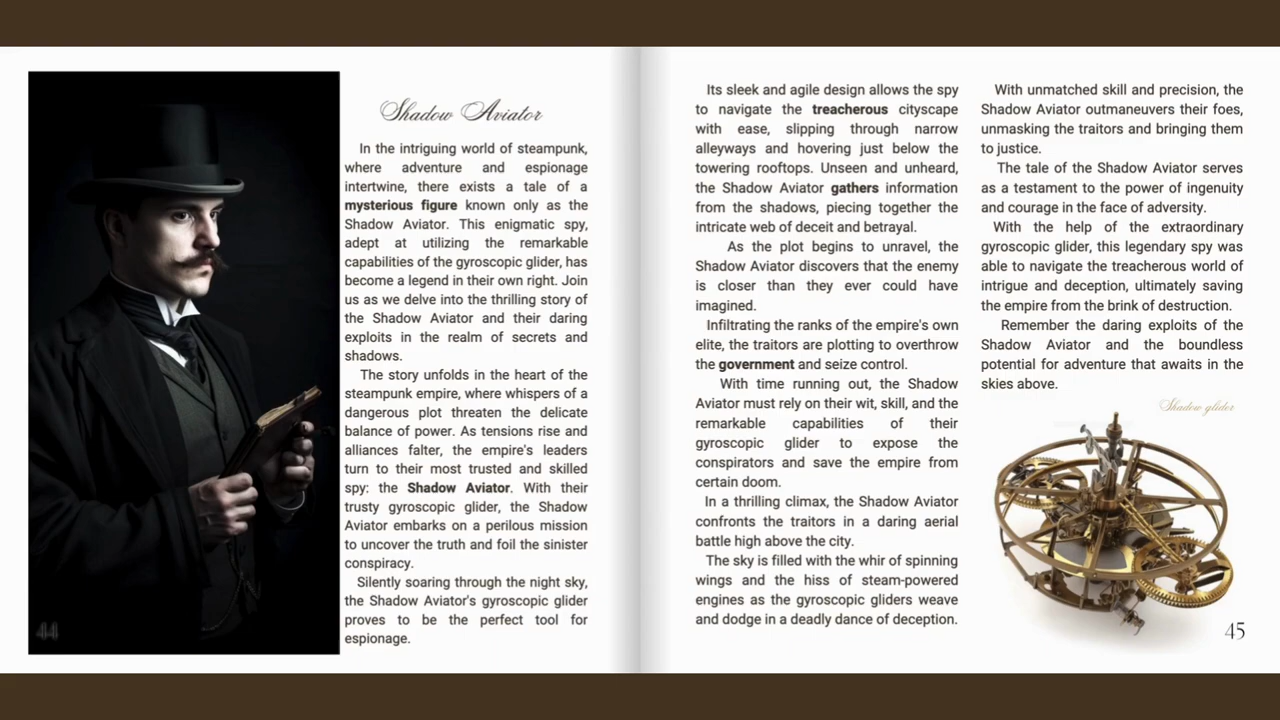 Shadow Aviator
In the intriguing world of steampunk,
where adventure and espionage
intertwine, there exists a tale of a
mysterious figure known only as the
Shadow Aviator. This enigmatic spy,
adept at utilizing the remarkable
capabilities of the gyroscopic glider, has
become a legend in their own right. Join
us as we delve into the thrilling story of
the Shadow Aviator and their daring
exploits in the realm of secrets and
shadows.
The story unfolds in the heart of the
steampunk empire, where whispers of a
dangerous plot threaten the delicate
balance of power. As tensions rise and
alliances falter, the empire's leaders
turn to their most trusted and skilled
spy: the Shadow Aviator. With their
trusty gyroscopic glider, the Shadow
Aviator embarks on a perilous mission
to uncover the truth and foil the sinister
conspiracy.
Silently soaring through the night sky,
the Shadow Aviator's gyroscopic glider
proves to be the perfect tool for
espionage.
44
Its sleek and agile design allows the spy
to navigate the treacherous cityscape
with ease, slipping through narrow
alleyways and hovering just below the
towering rooftops. Unseen and unheard,
the Shadow Aviator gathers information
from the shadows, piecing together the
intricate web of deceit and betrayal.
As the plot begins to unravel, the
Shadow Aviator discovers that the enemy
is closer than they ever could have
imagined.
Infiltrating the ranks of the empire's own
elite, the traitors are plotting to overthrow
the government and seize control.
With time running out, the Shadow
Aviator must rely on their wit, skill, and the
remarkable capabilities of their
gyroscopic glider to expose the
conspirators and save the empire from
certain doom.
In a thrilling climax, the Shadow Aviator
confronts the traitors in a daring aerial
battle high above the city.
The sky is filled with the whir of spinning
wings and the hiss of steam-powered
engines as the gyroscopic gliders weave
and dodge in a deadly dance of deception.
With unmatched skill and precision, the
Shadow Aviator outmaneuvers their foes,
unmasking the traitors and bringing them
to justice.
The tale of the Shadow Aviator serves
as a testament to the power of ingenuity
and courage in the face of adversity.
With the help of the extraordinary
gyroscopic glider, this legendary spy was
able to navigate the treacherous world of
intrigue and deception, ultimately saving
the empire from the brink of destruction.
Remember the daring exploits of the
Shadow Aviator and the boundless
potential for adventure that awaits in the
skies above.
Shadow glider
45